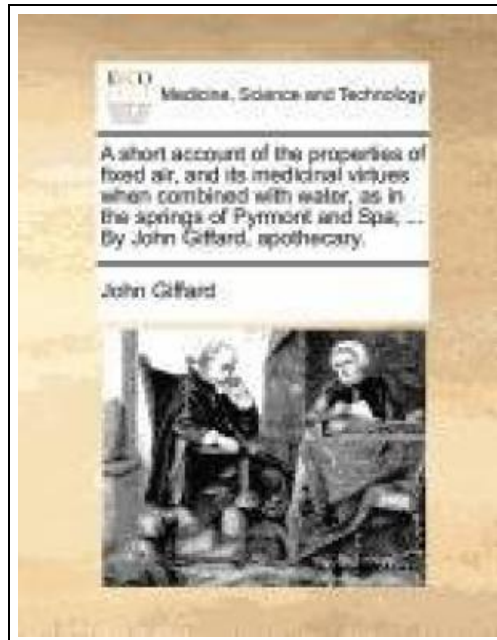 ECCO
Medicine, Science and Technology
A short account of the properties of
fixed air, and its medicinal virtues
when combined with water, as in
the springs of Pyrmont and Spa; ...
By John Giffard, apothecary.
John Giffard